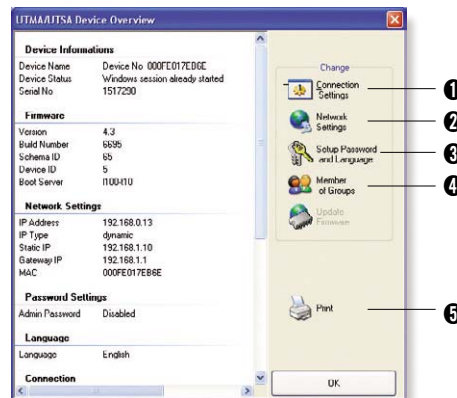 UTMA/UTSA Device Overview
Device Informations
Device Name Device No 000FE017EB6E
Device Status Windows session already started
Serial No 1517290
Firmware
Version 4.3
Build Number 6695
Schema ID 65
Device ID 5
Boot Server I100-I10
Network Settings
IP Address 192.168.0.13
IP Type dynamic
Static IP 192.168.1.10
Gateway IP 192.168.1.1
MAC 000FE017EB6E
Password Settings
Admin Password Disabled
Language
Language English
Connection
Change
Connection
Settings
Network
Settings
Setup Password
and Language
Member
of Groups
Update
Firmware
Print
OK
1
2
3
4
5